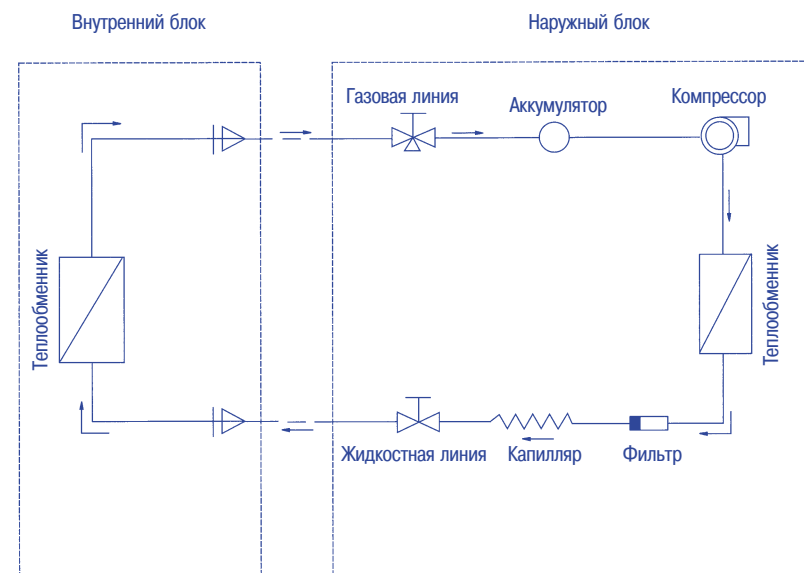 Внутренний блок
Наружный блок
Газовая линия
Аккумулятор
Компрессор
Теплообменник
Теплообменник
Жидкостная линия
Капилляр
Фильтр